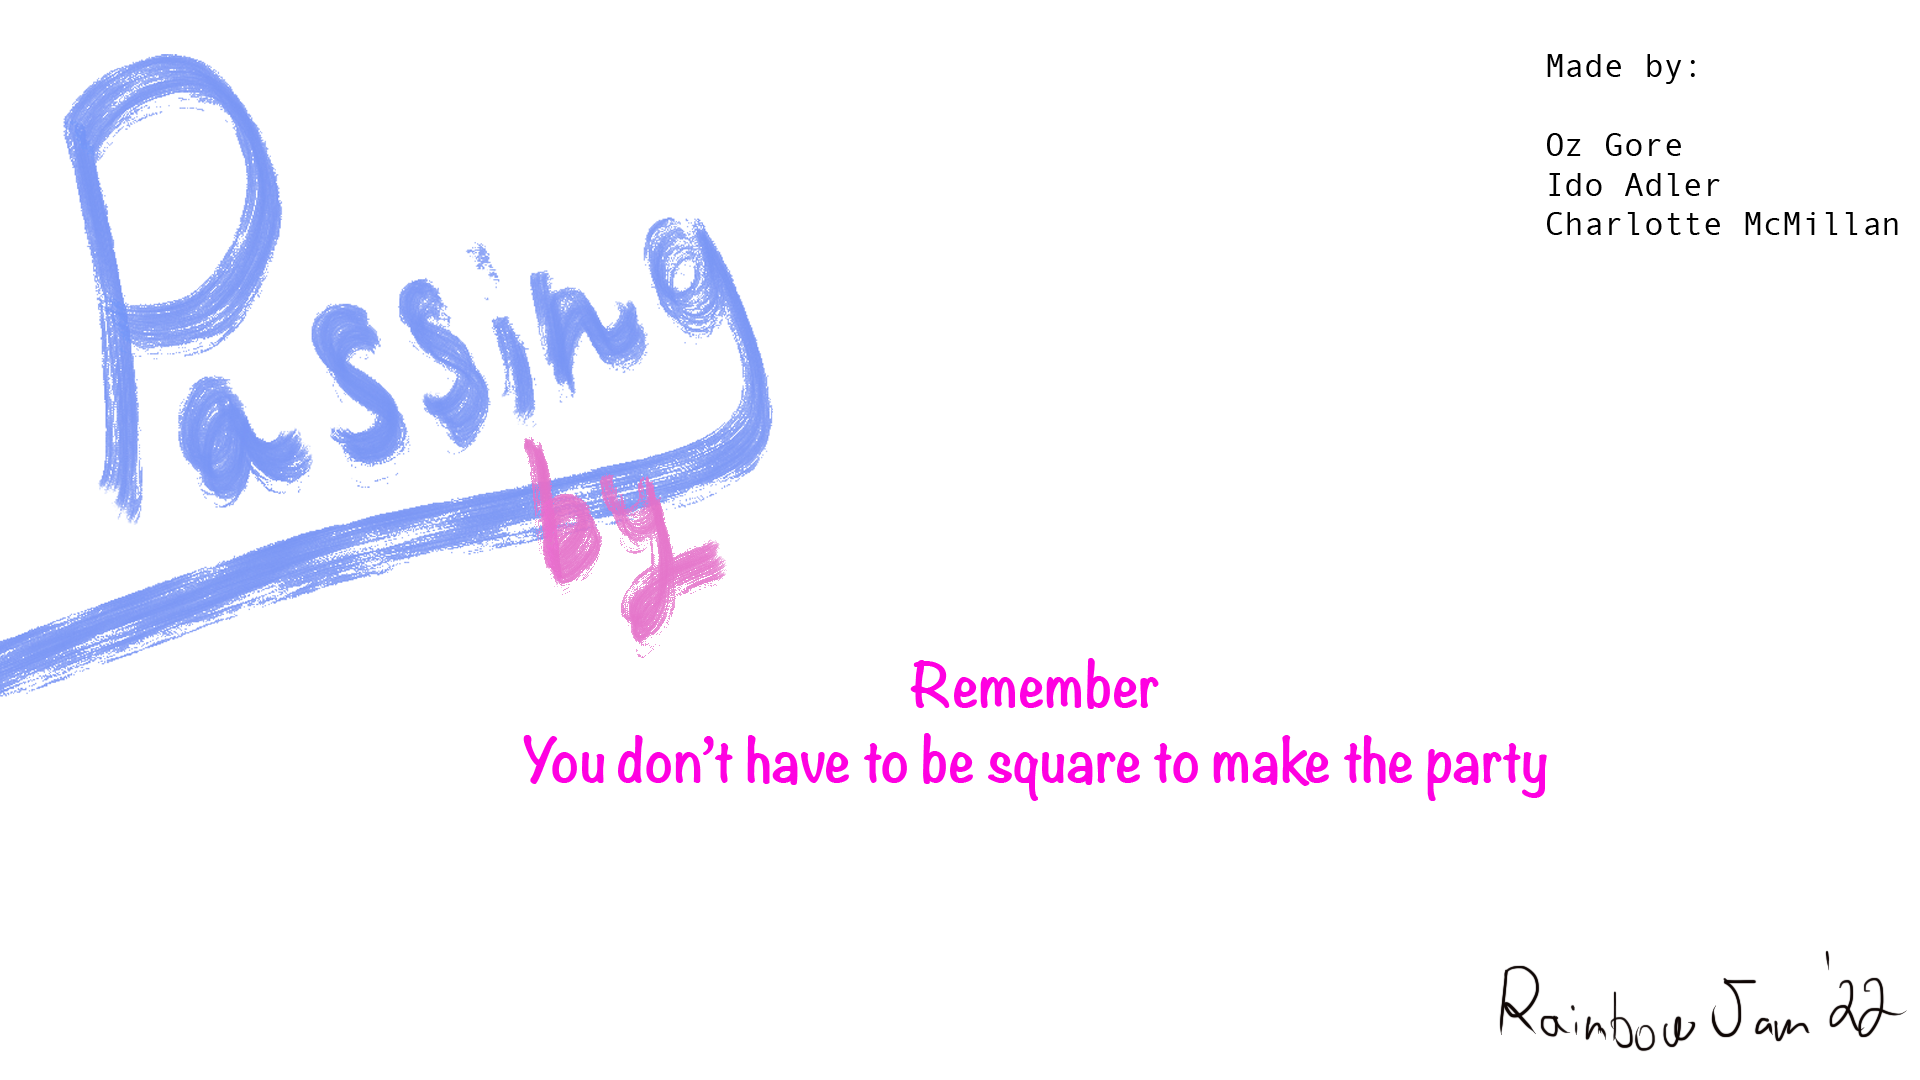 Passing
by
Made by:
Oz Gore
Ido Adler
Charlotte McMillan
Remember
You don’t have to be square to make the party
Rainbow Jam '22